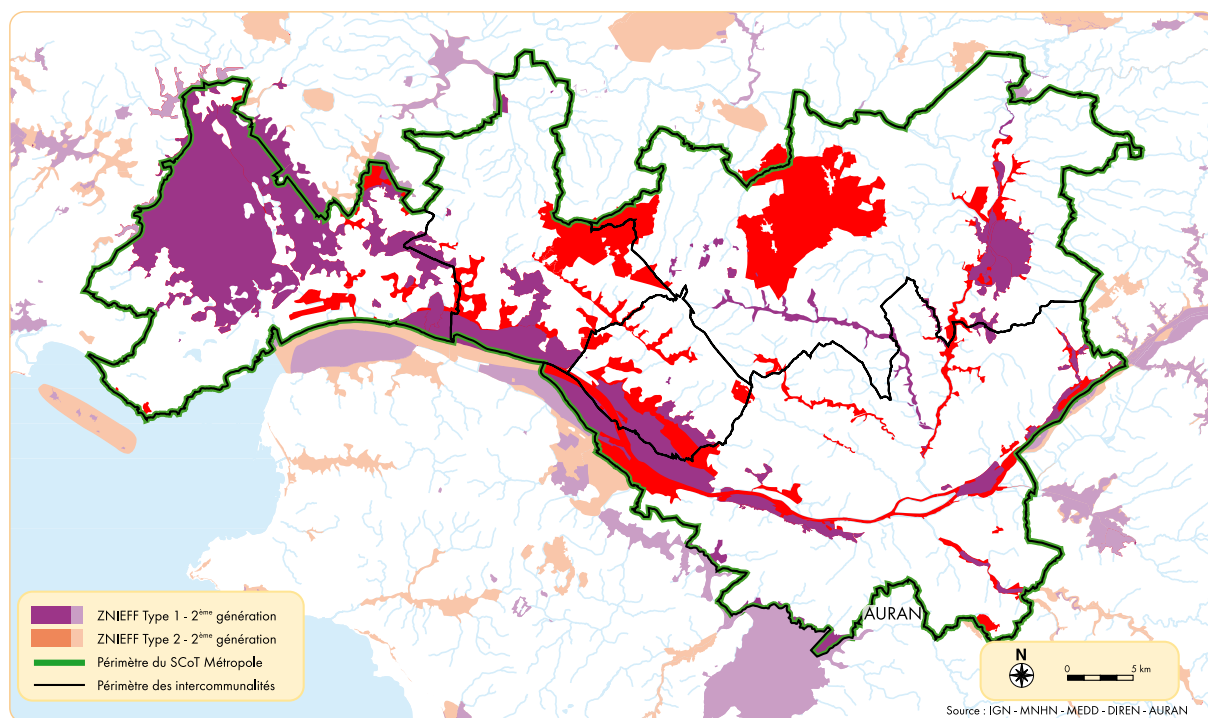 AURAN
ZNIEFF Type 1 - 2ème génération
ZNIEFF Type 2 - 2ème génération
Périmètre du SCoT Métropole
Périmètre des intercommunalités
N
0 5 km
Source : IGN - MNHN - MEDD - DIREN - AURAN